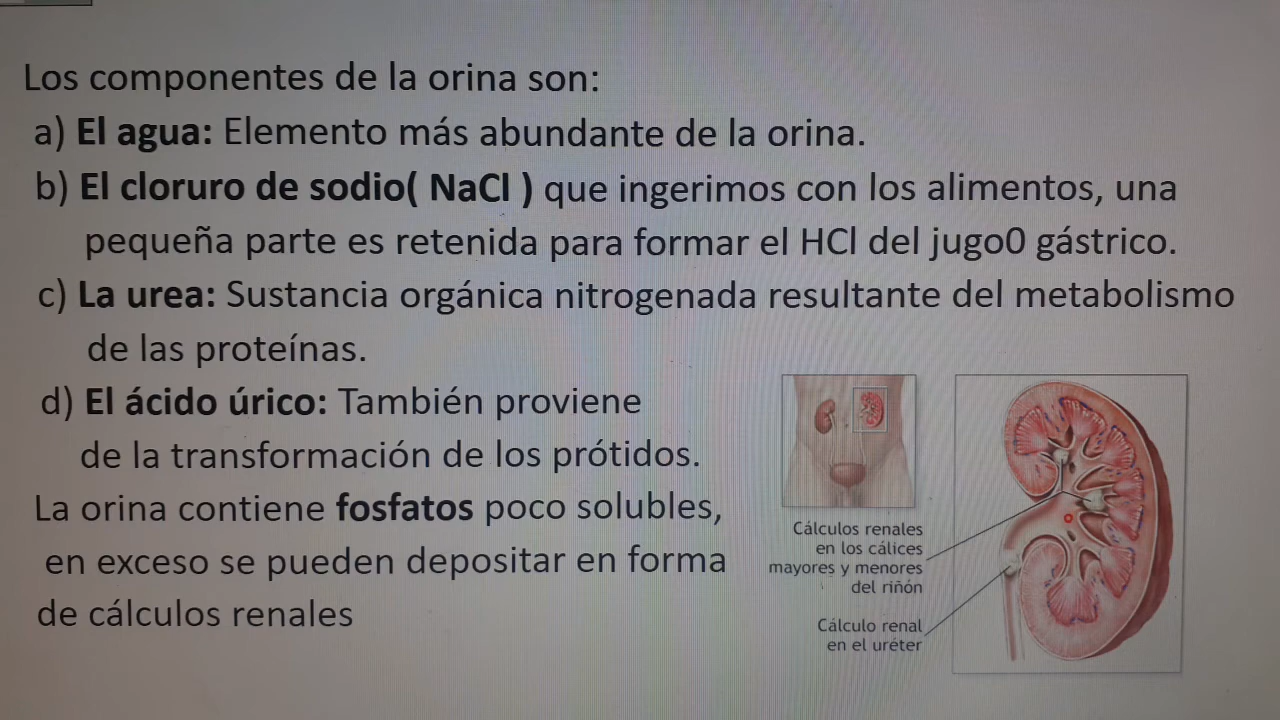 Los componentes de la orina son:
a) El agua: Elemento más abundante de la orina.
b) El cloruro de sodio( NaCl ) que ingerimos con los alimentos, una
pequeña parte es retenida para formar el HCl del jugo0 gástrico.
c) La urea: Sustancia orgánica nitrogenada resultante del metabolismo
de las proteínas.
d) El ácido úrico: También proviene
de la transformación de los prótidos.
La orina contiene fosfatos poco solubles,
en exceso se pueden depositar en forma
de cálculos renales
Cálculos renales
en los cálices
mayores y menores
del riñón
Cálculo renal
en el uréter